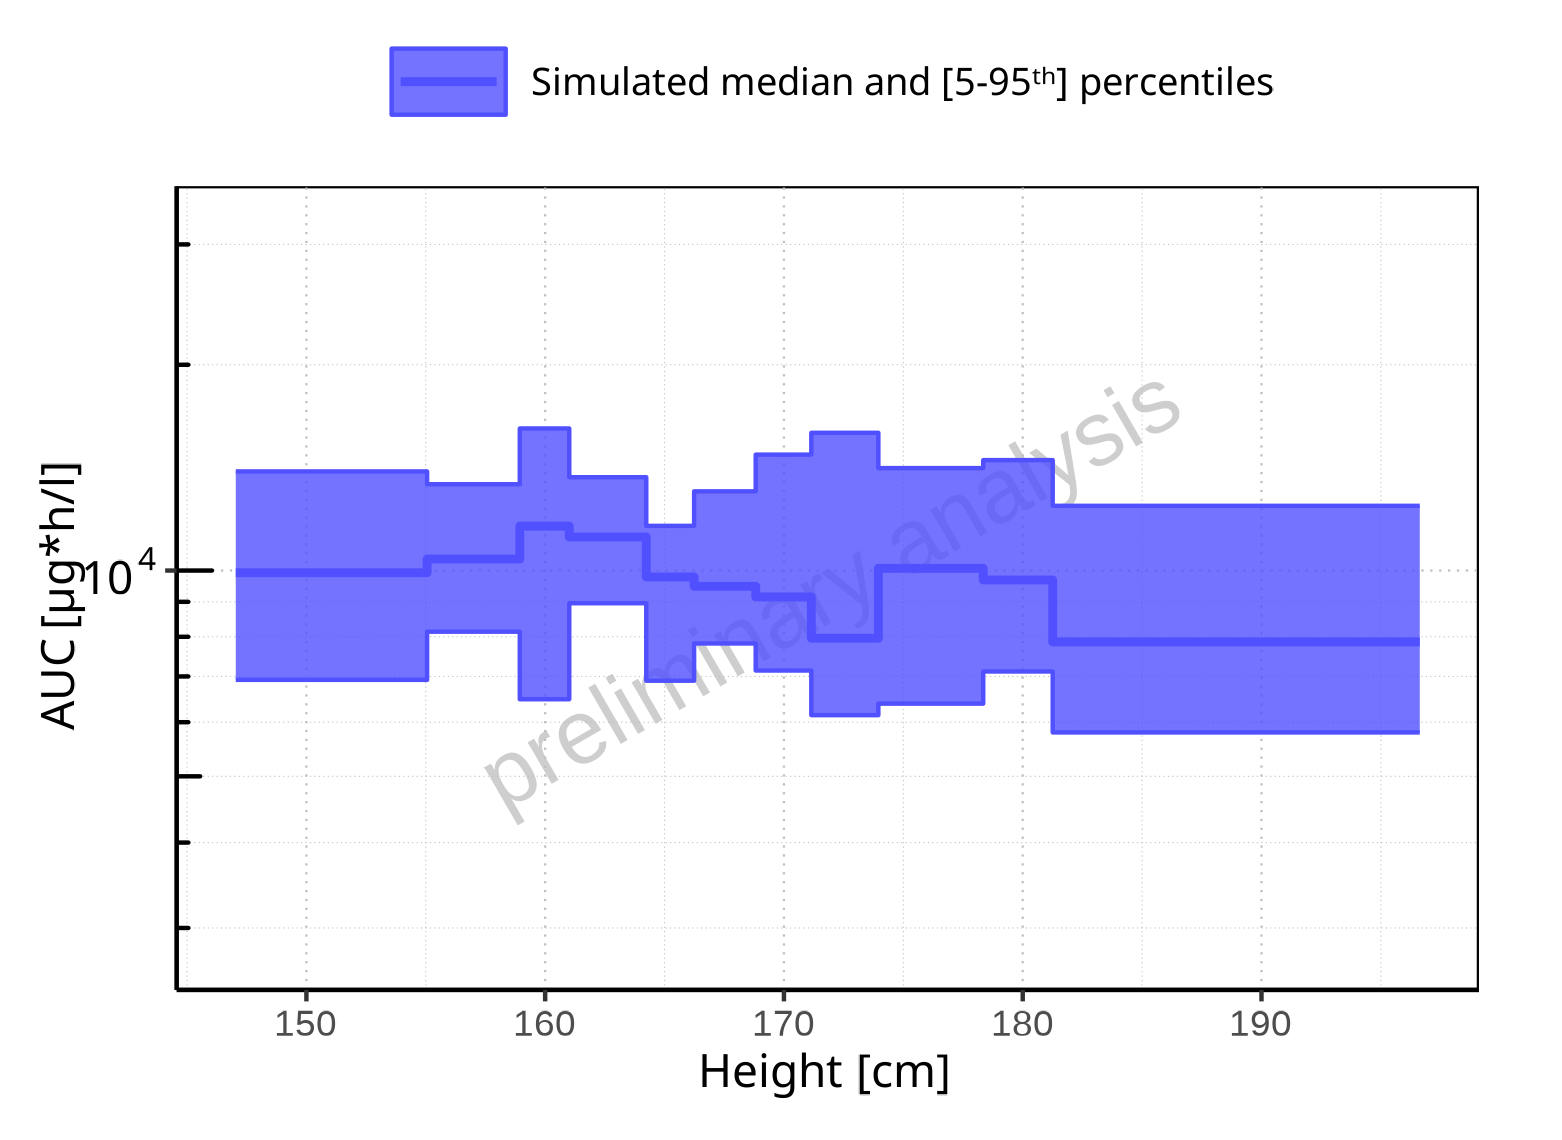 Simulated median and [5-95ᵗʰ] percentiles
AUC [µg*h/l]
10⁴
preliminary analysis
150 160 170 180 190
Height [cm]